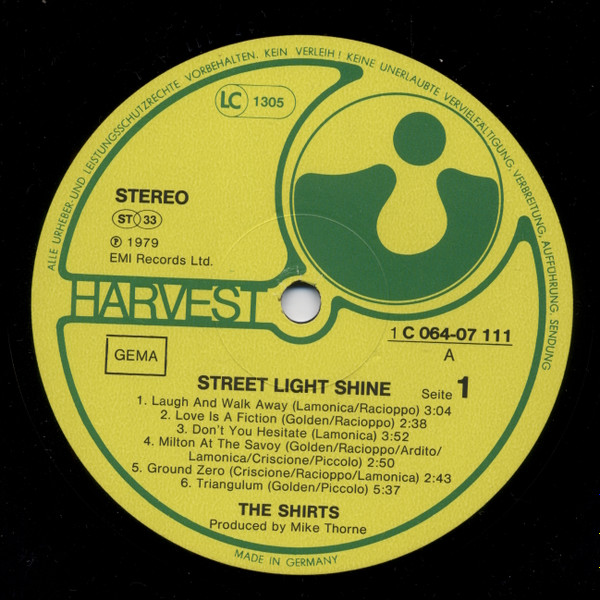 ALLE URHEBER-UND LEISTUNGSSCHUTZRECHTE VORBEHALTEN. KEIN VERLEIH! KEINE UNERLAUBTE VERVIELFÄLTIGUNG, VERBREITUNG, AUFFÜHRUNG, SENDUNG
LC 1305
STEREO
ST 33
℗ 1979
EMI Records Ltd.
HARVEST
1 C 064-07 111
GEMA
A
STREET LIGHT SHINE
Seite 1
1. Laugh And Walk Away (Lamonica/Racioppo) 3:04
2. Love Is A Fiction (Golden/Racioppo) 2:38
3. Don't You Hesitate (Lamonica) 3:52
4. Milton At The Savoy (Golden/Racioppo/Ardito/
Lamonica/Criscione/Piccolo) 2:50
5. Ground Zero (Criscione/Racioppo/Lamonica) 2:43
6. Triangulum (Golden/Piccolo) 5:37
THE SHIRTS
Produced by Mike Thorne
MADE IN GERMANY